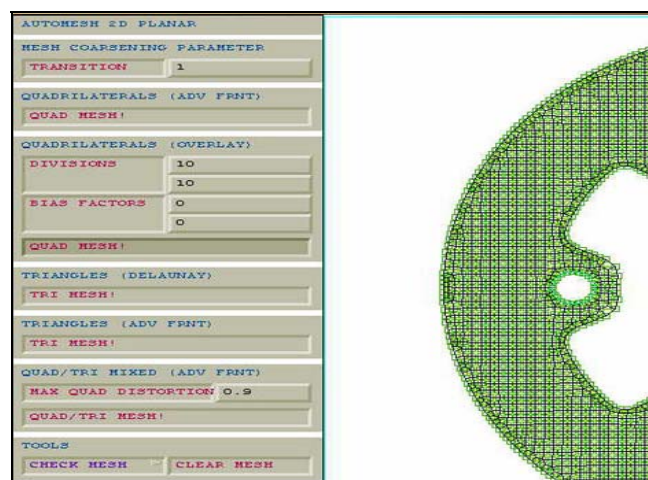 AUTOMESH 2D PLANAR
MESH COARSENING PARAMETER
TRANSITION 1
QUADRILATERALS (ADV FRNT)
QUAD MESH!
QUADRILATERALS (OVERLAY)
DIVISIONS 10
10
BIAS FACTORS 0
0
QUAD MESH!
TRIANGLES (DELAUNAY)
TRI MESH!
TRIANGLES (ADV FRNT)
TRI MESH!
QUAD/TRI MIXED (ADV FRNT)
MAX QUAD DISTORTION 0.9
QUAD/TRI MESH!
TOOLS
CHECK MESH CLEAR MESH